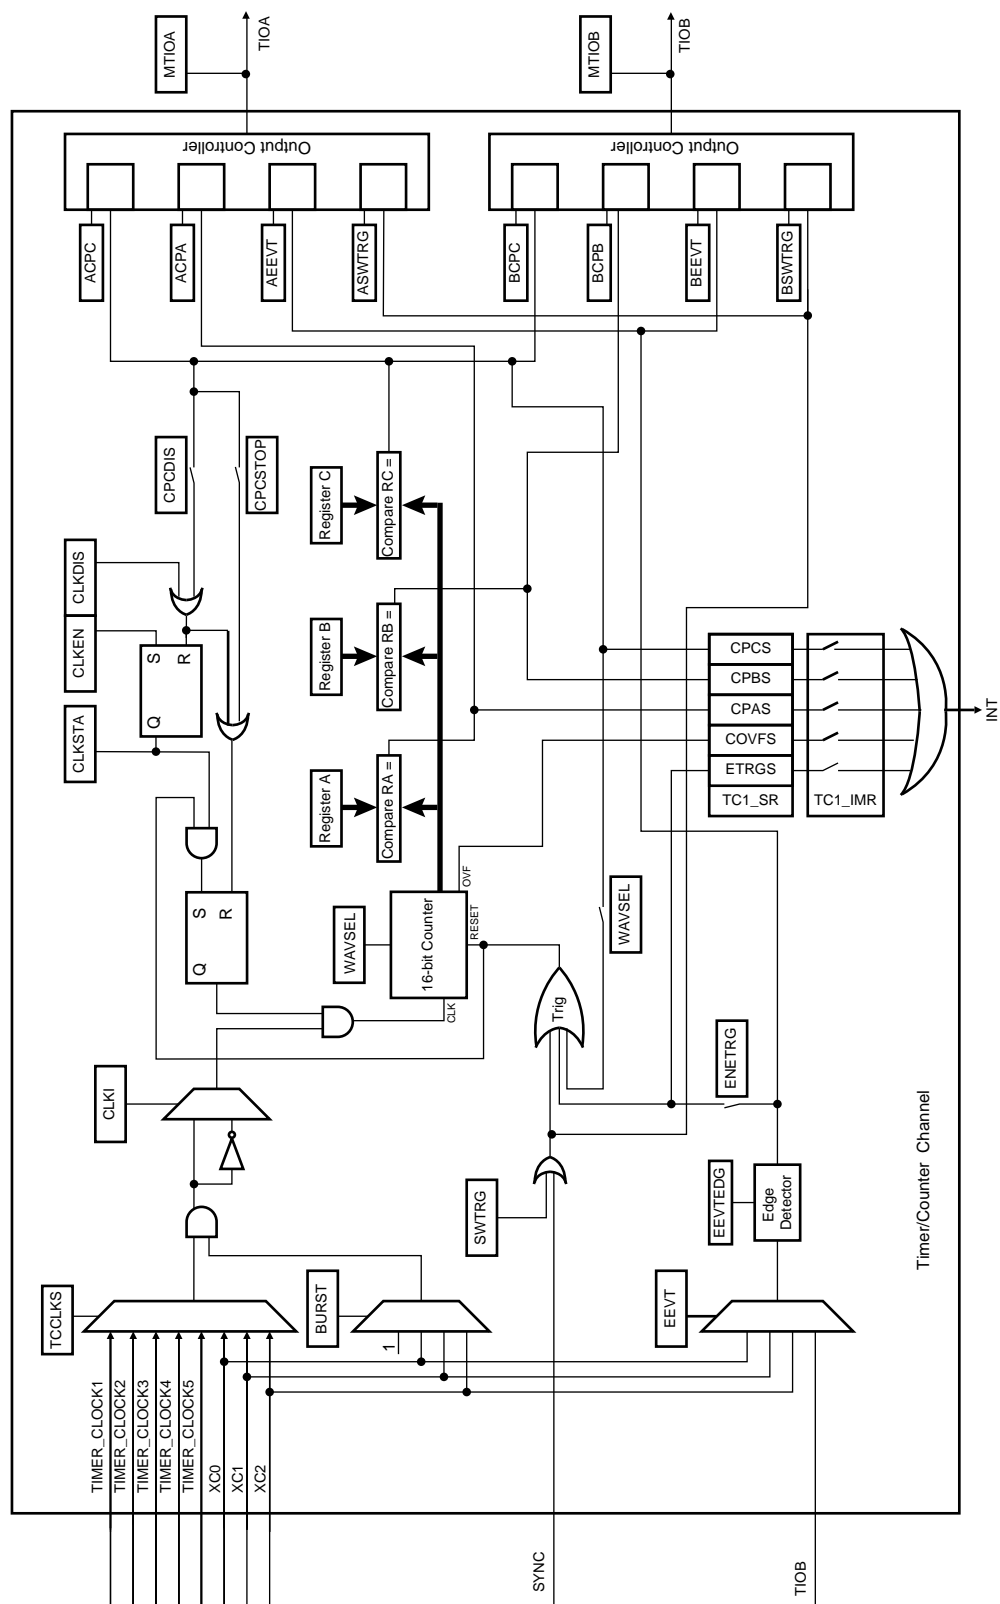 TCCLKS
TIMER_CLOCK1
TIMER_CLOCK2
TIMER_CLOCK3
TIMER_CLOCK4
TIMER_CLOCK5
XC0
XC1
XC2
CLKI
CLKSTA
CLKEN
CLKDIS
Q
S
R
Q
S
R
CPCDIS
CPCSTOP
ACPC
ACPA
AEEVT
ASWTRG
Output Controller
MTIOA
TIOA
BURST
1
WAVSEL
Register A
Register B
Register C
16-bit Counter
CLK
RESET
OVF
Compare RA =
Compare RB =
Compare RC =
SWTRG
SYNC
Trig
WAVSEL
BCPC
BCPB
BEEVT
BSWTRG
Output Controller
MTIOB
TIOB
EEVT
TIOB
EEVTEDG
Edge
Detector
ENETRG
CPCS
CPBS
CPAS
COVFS
ETRGS
TC1_SR
TC1_IMR
INT
Timer/Counter Channel